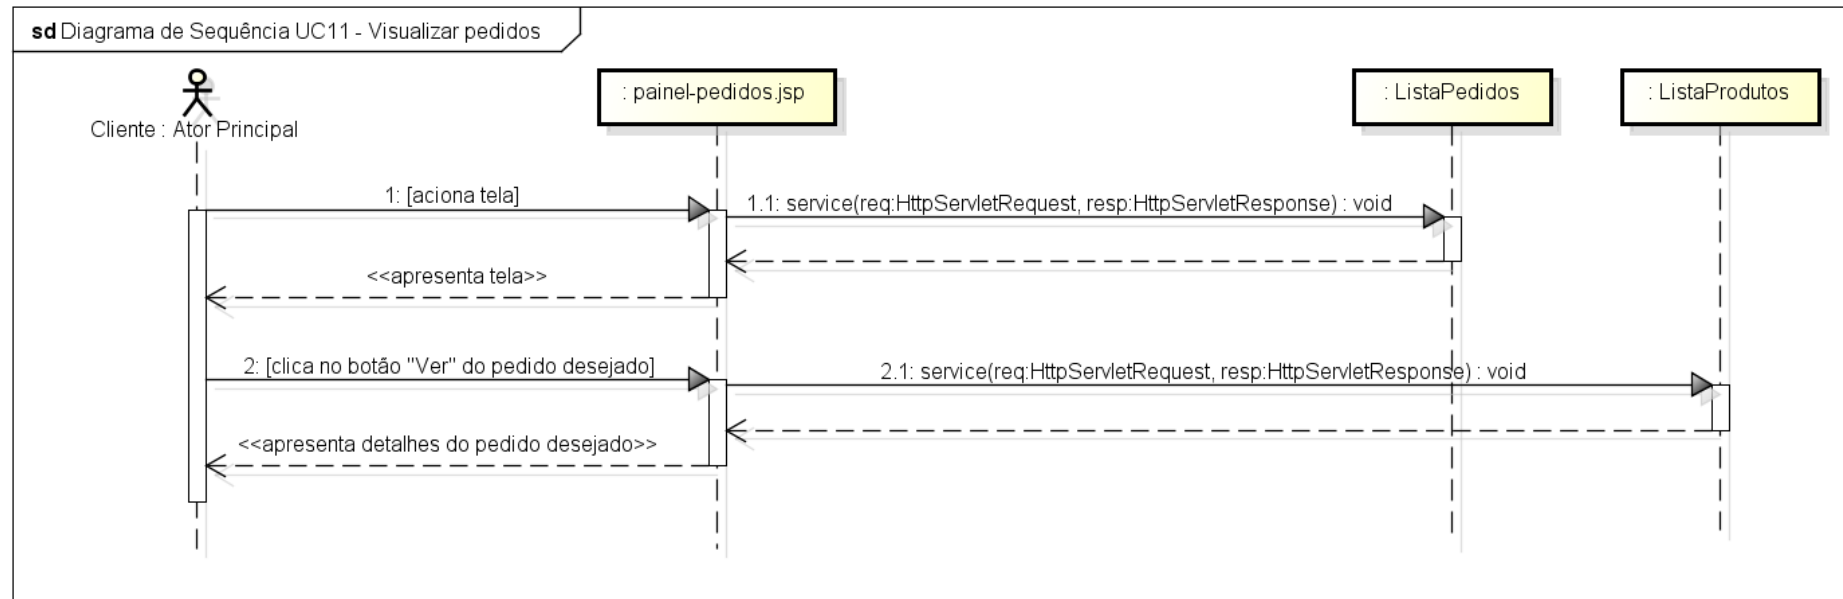 sd Diagrama de Sequência UC11 - Visualizar pedidos
: painel-pedidos.jsp
: ListaPedidos
: ListaProdutos
Cliente : Ator Principal
1: [aciona tela]
1.1: service(req:HttpServletRequest, resp:HttpServletResponse) : void
<<apresenta tela>>
2: [clica no botão "Ver" do pedido desejado]
2.1: service(req:HttpServletRequest, resp:HttpServletResponse) : void
<<apresenta detalhes do pedido desejado>>